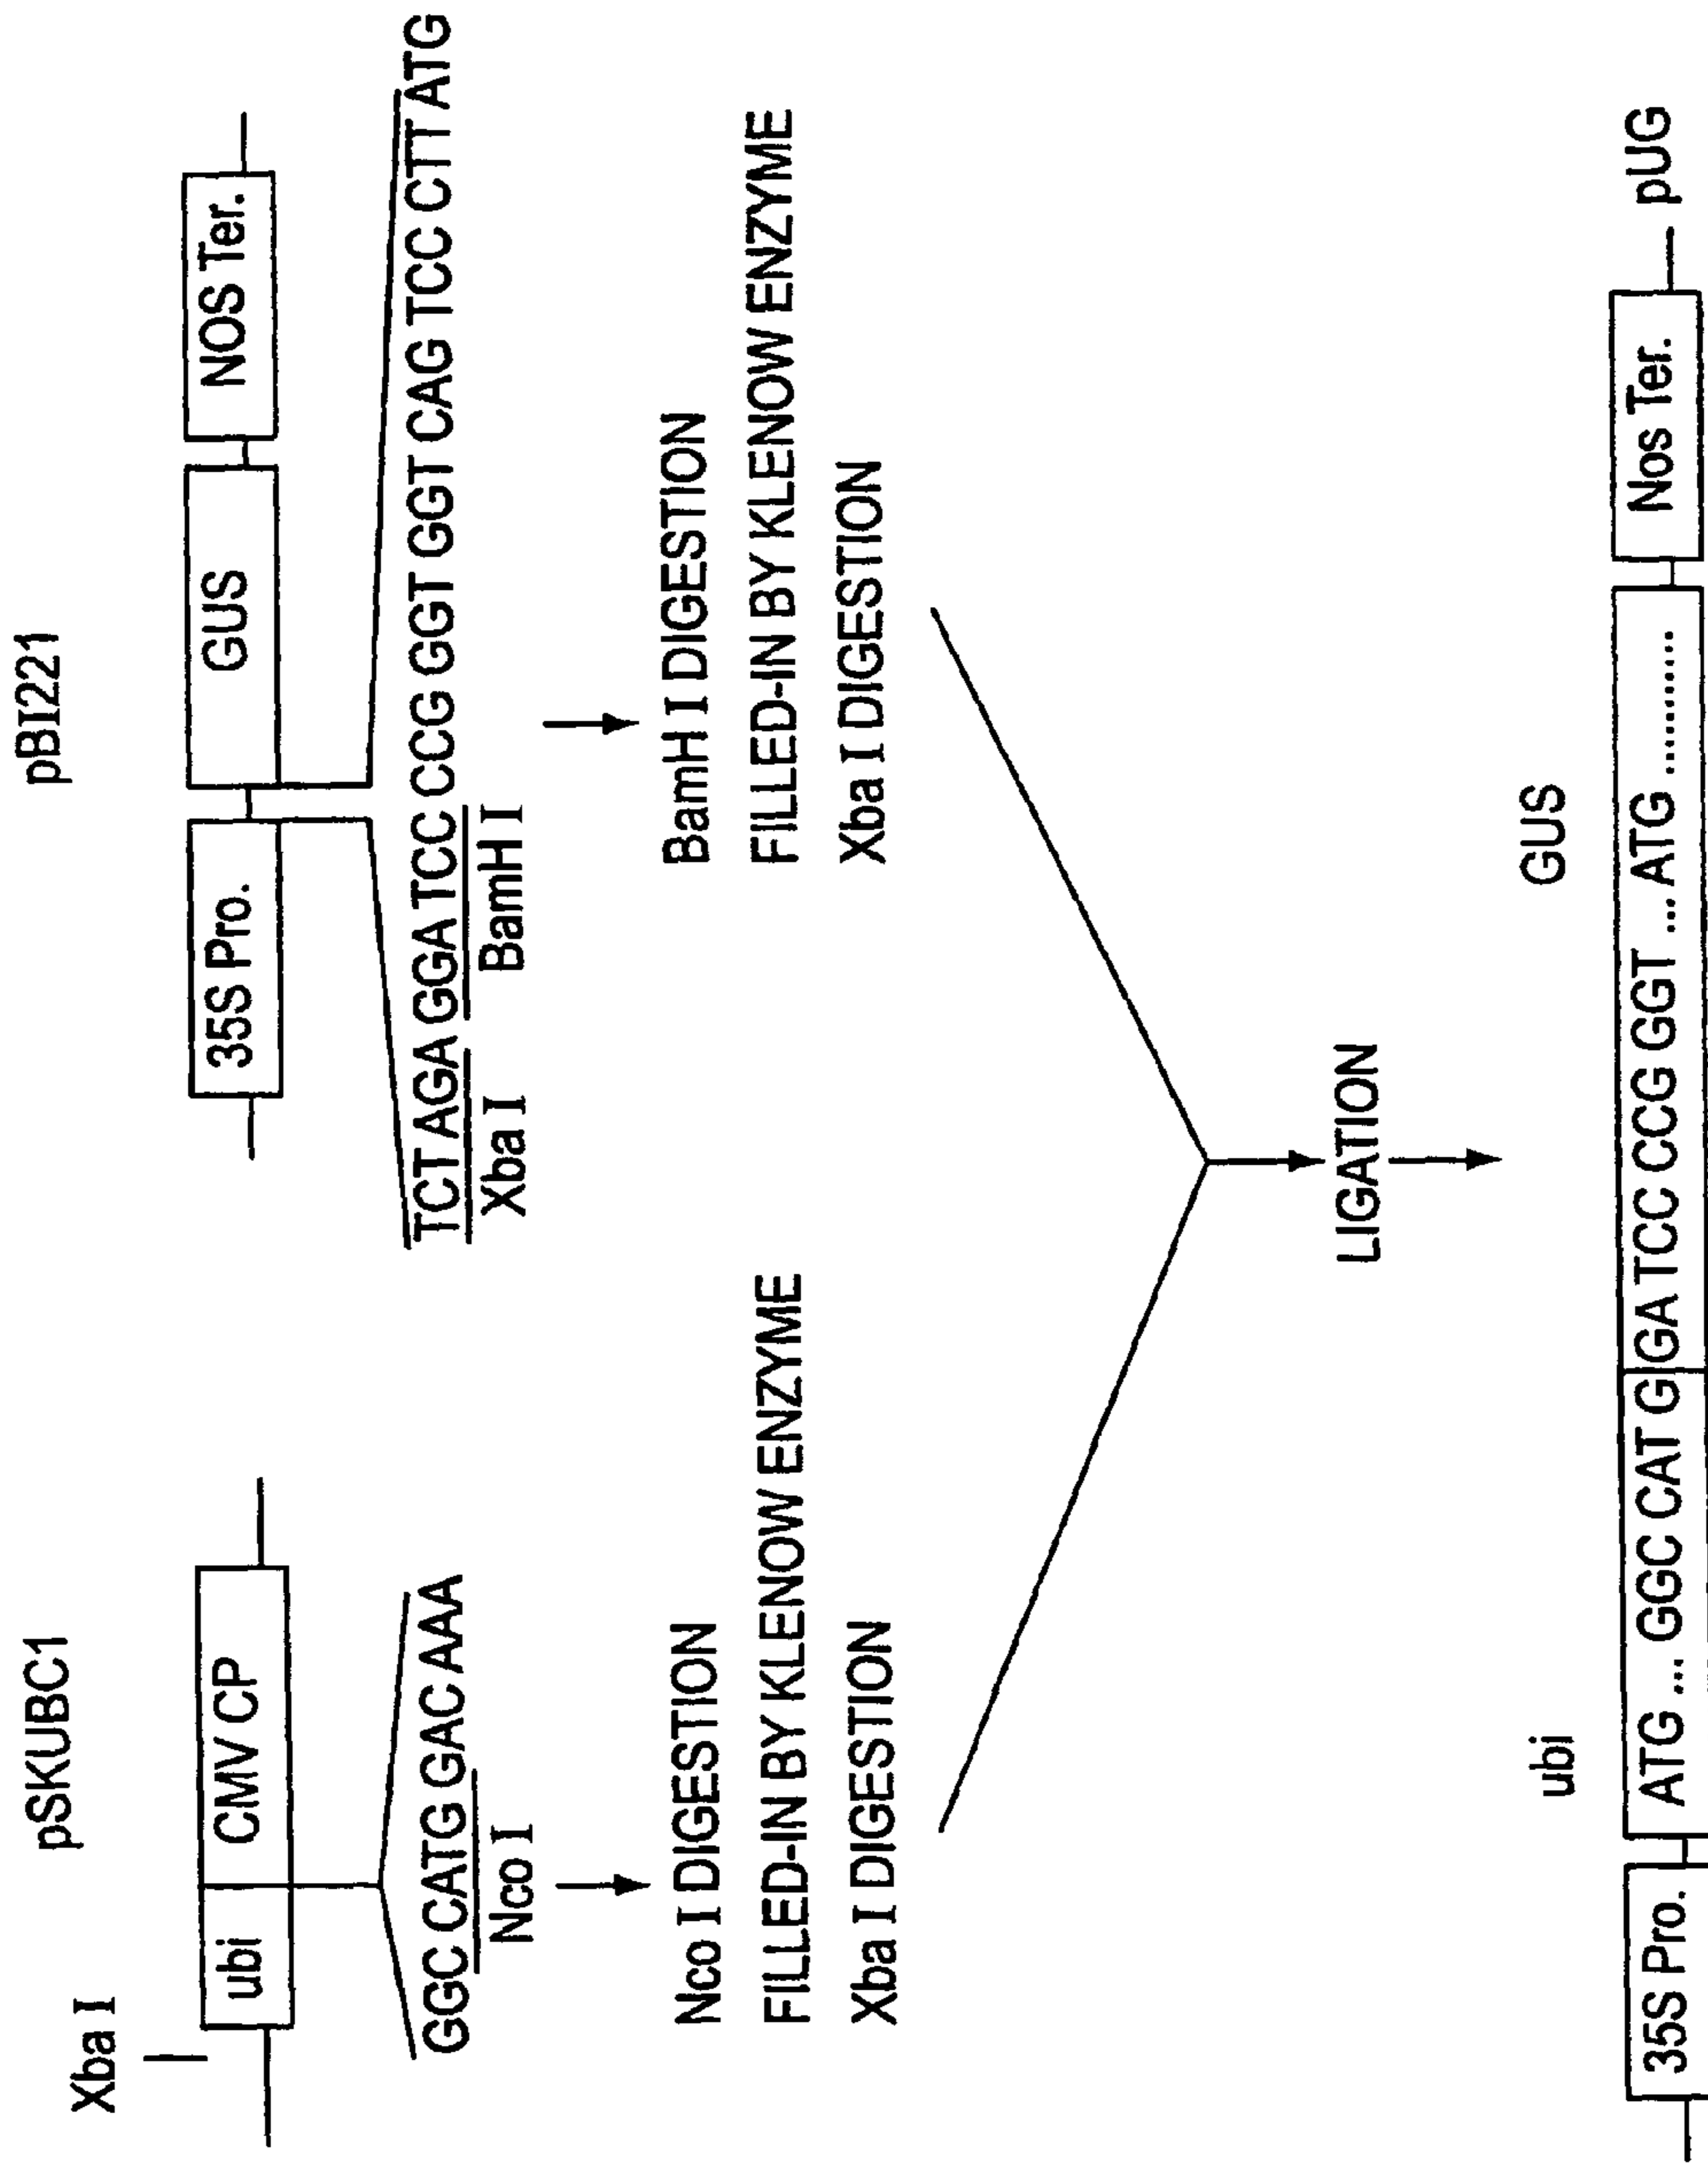 pSKUBC1
Xba I
ubi CMV CP
GGC CATG GAC AAA
Nco I
Nco I DIGESTION
FILLED-IN BY KLENOW ENZYME
Xba I DIGESTION
pBI221
35S Pro. GUS NOS Ter.
TCT AGA GGA TCC CCG GGT GGT CAG TCC CTT ATG
Xba I BamH I
BamH I DIGESTION
FILLED-IN BY KLENOW ENZYME
Xba I DIGESTION
LIGATION
ubi GUS
35S Pro. ATG ... GGC CAT G GA TCC CCG GGT ... ATG ........... Nos Ter. pUG